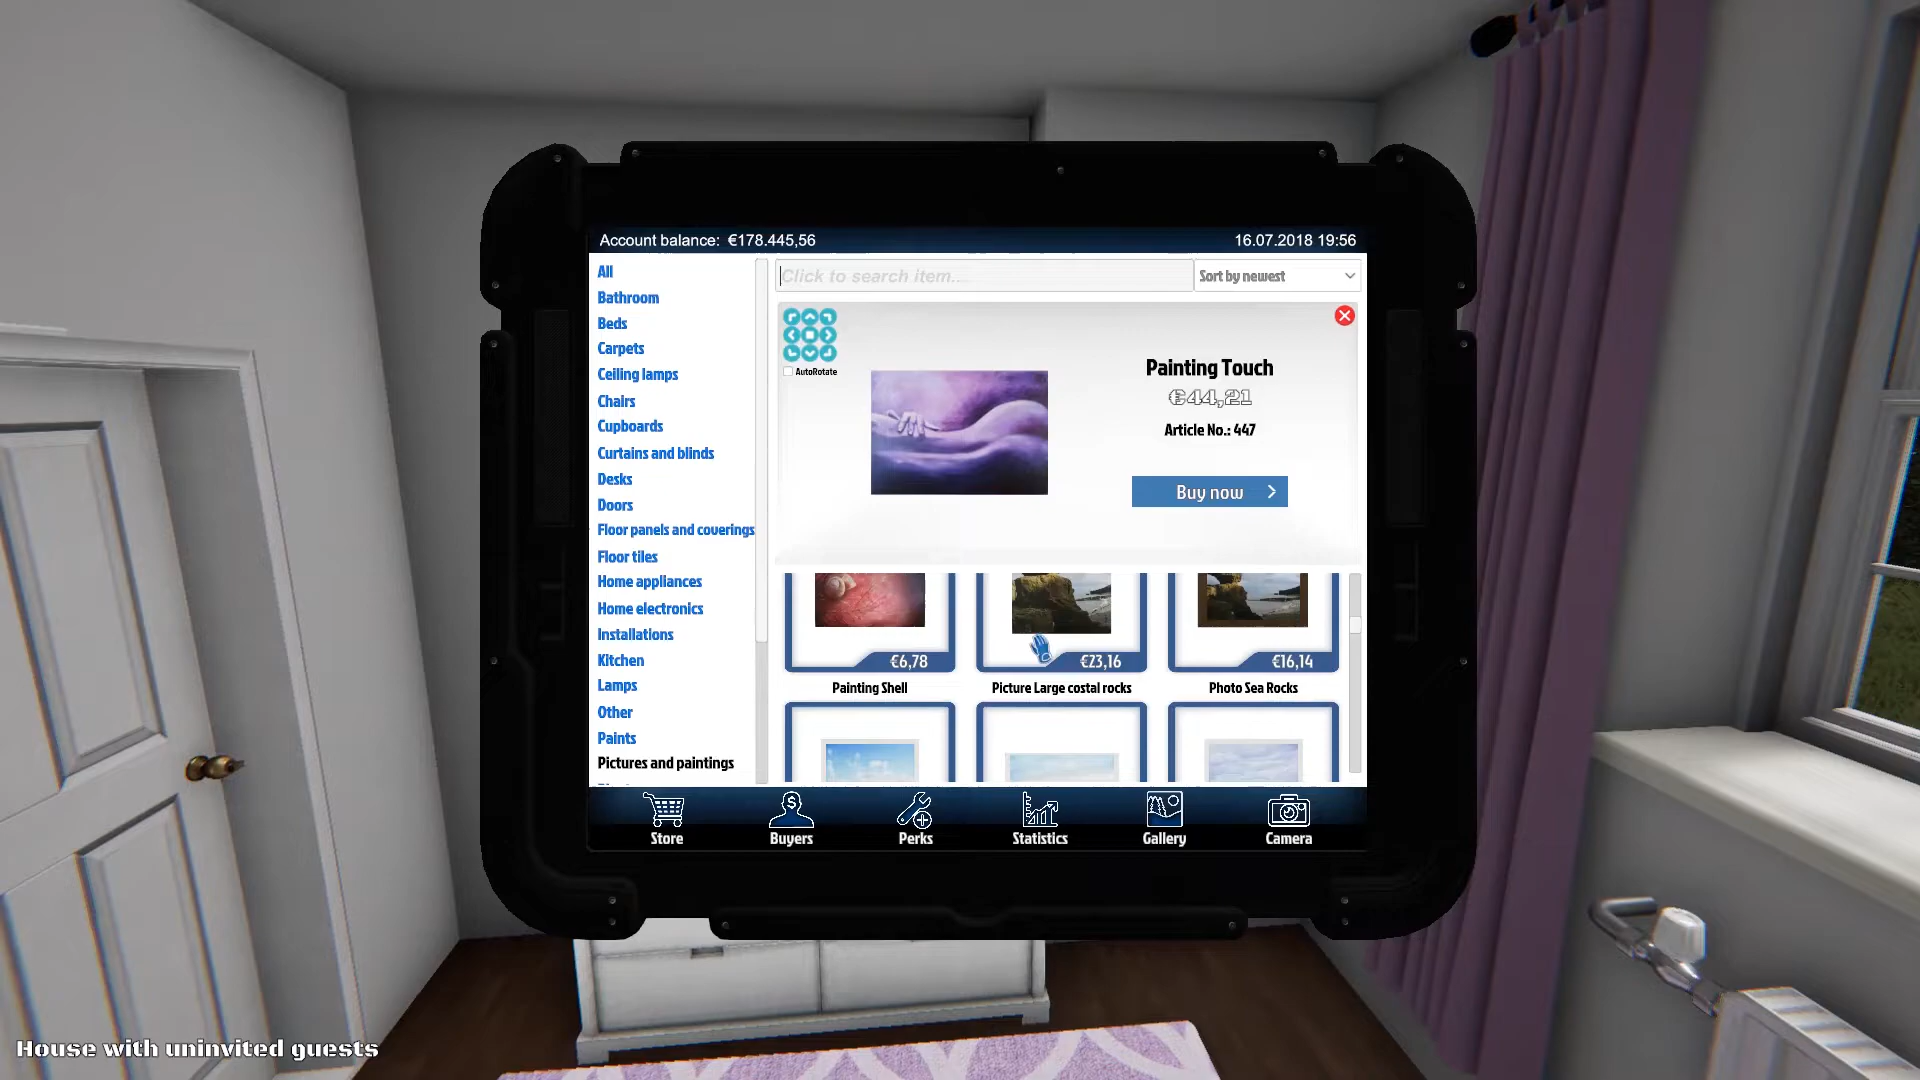 Account balance: €178.445,56
16.07.2018 19:56
All
Bathroom
Beds
Carpets
Ceiling lamps
Chairs
Cupboards
Curtains and blinds
Desks
Doors
Floor panels and coverings
Floor tiles
Home appliances
Home electronics
Installations
Kitchen
Lamps
Other
Paints
Pictures and paintings
Click to search item...
Sort by newest
AutoRotate
Painting Touch
€44,21
Article No.: 447
Buy now
€6,78
€23,16
€16,14
Painting Shell
Picture Large costal rocks
Photo Sea Rocks
Store
Buyers
Perks
Statistics
Gallery
Camera
House with uninvited guests